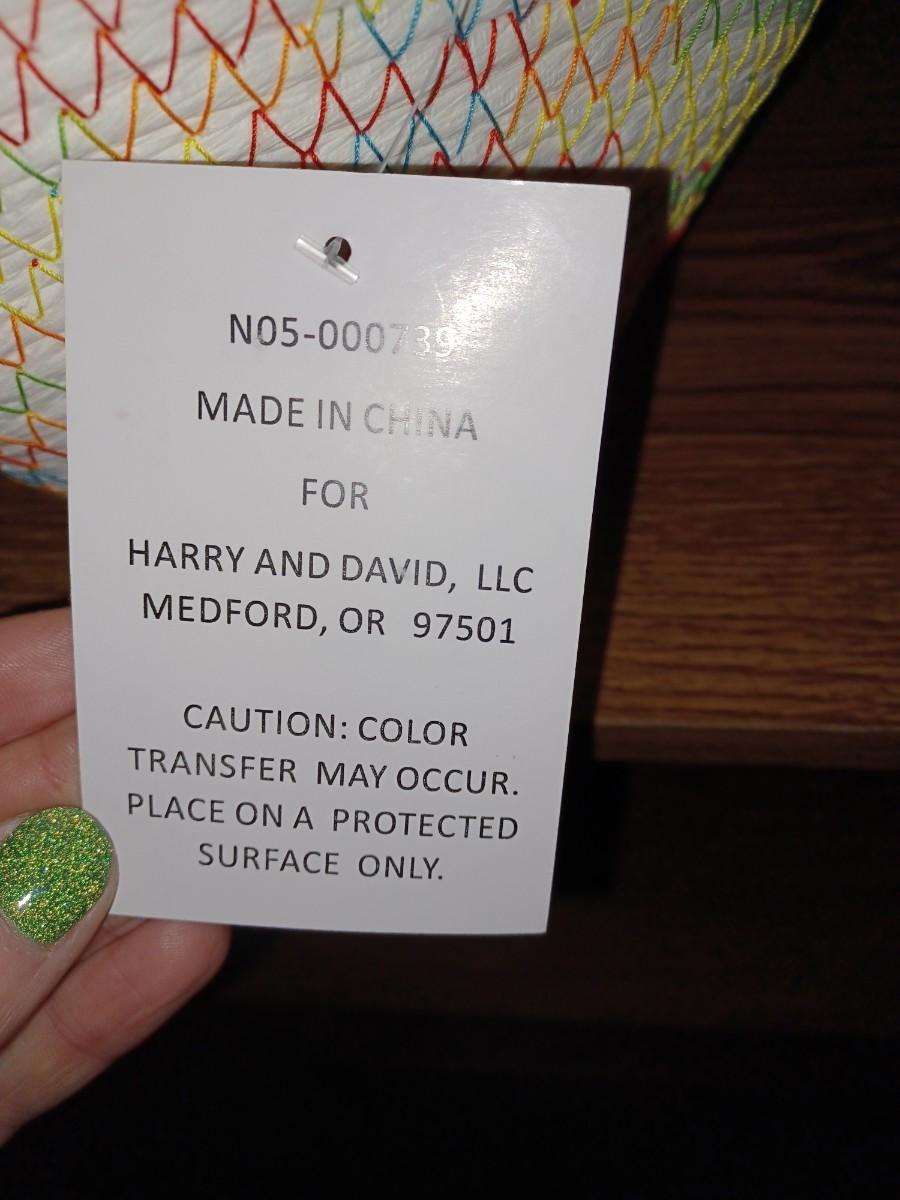 N05-000739
MADE IN CHINA
FOR
HARRY AND DAVID, LLC
MEDFORD, OR 97501
CAUTION: COLOR
TRANSFER MAY OCCUR.
PLACE ON A PROTECTED
SURFACE ONLY.